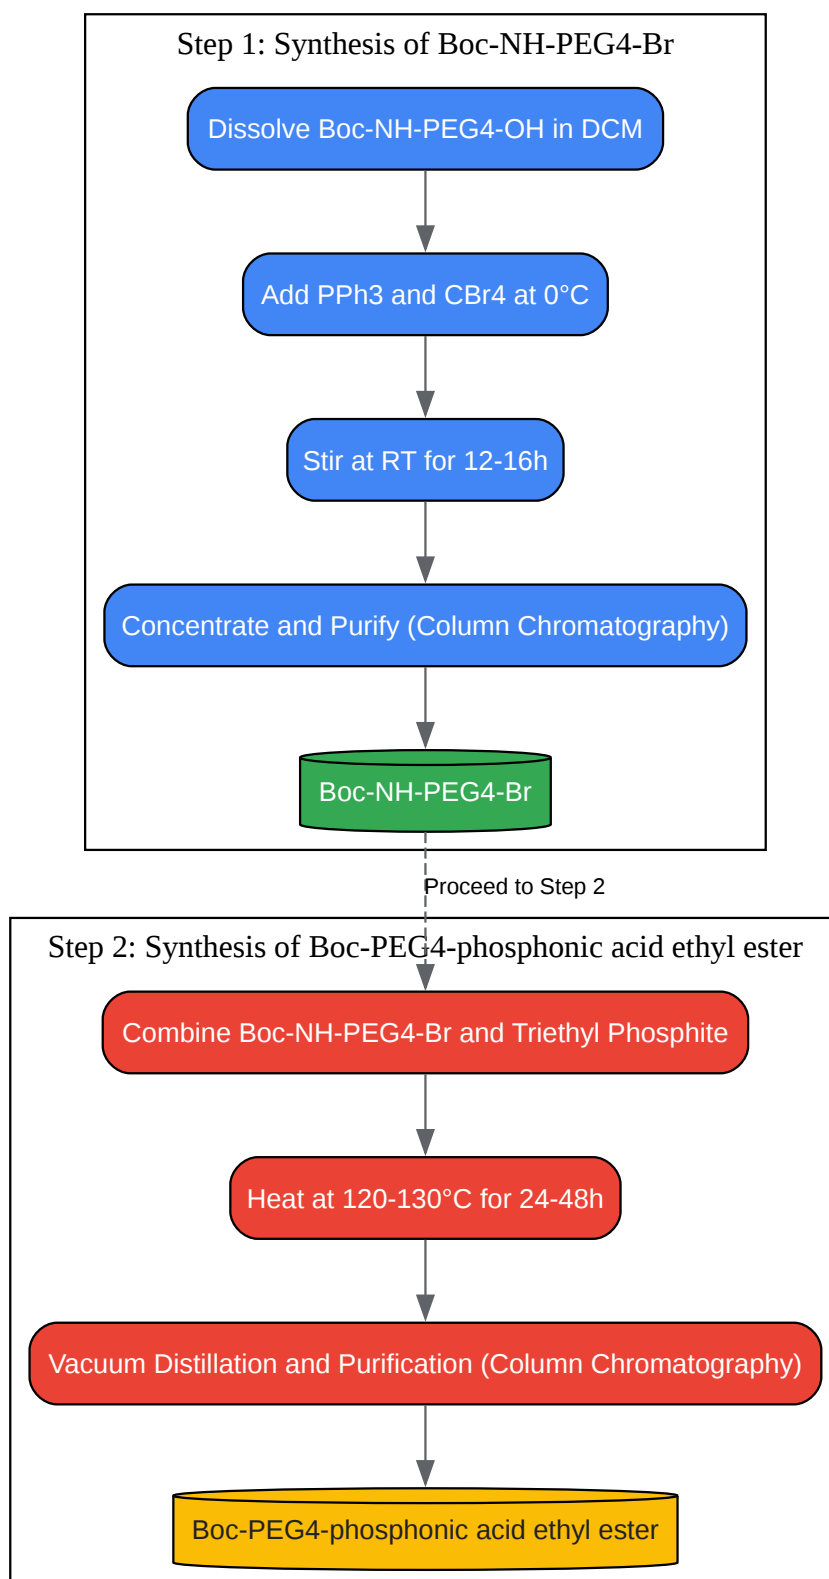 Step 1: Synthesis of Boc-NH-PEG4-Br
Dissolve Boc-NH-PEG4-OH in DCM
Add PPh3 and CBr4 at 0°C
Stir at RT for 12-16h
Concentrate and Purify (Column Chromatography)
Boc-NH-PEG4-Br
Proceed to Step 2
Step 2: Synthesis of Boc-PEG4-phosphonic acid ethyl ester
Combine Boc-NH-PEG4-Br and Triethyl Phosphite
Heat at 120-130°C for 24-48h
Vacuum Distillation and Purification (Column Chromatography)
Boc-PEG4-phosphonic acid ethyl ester